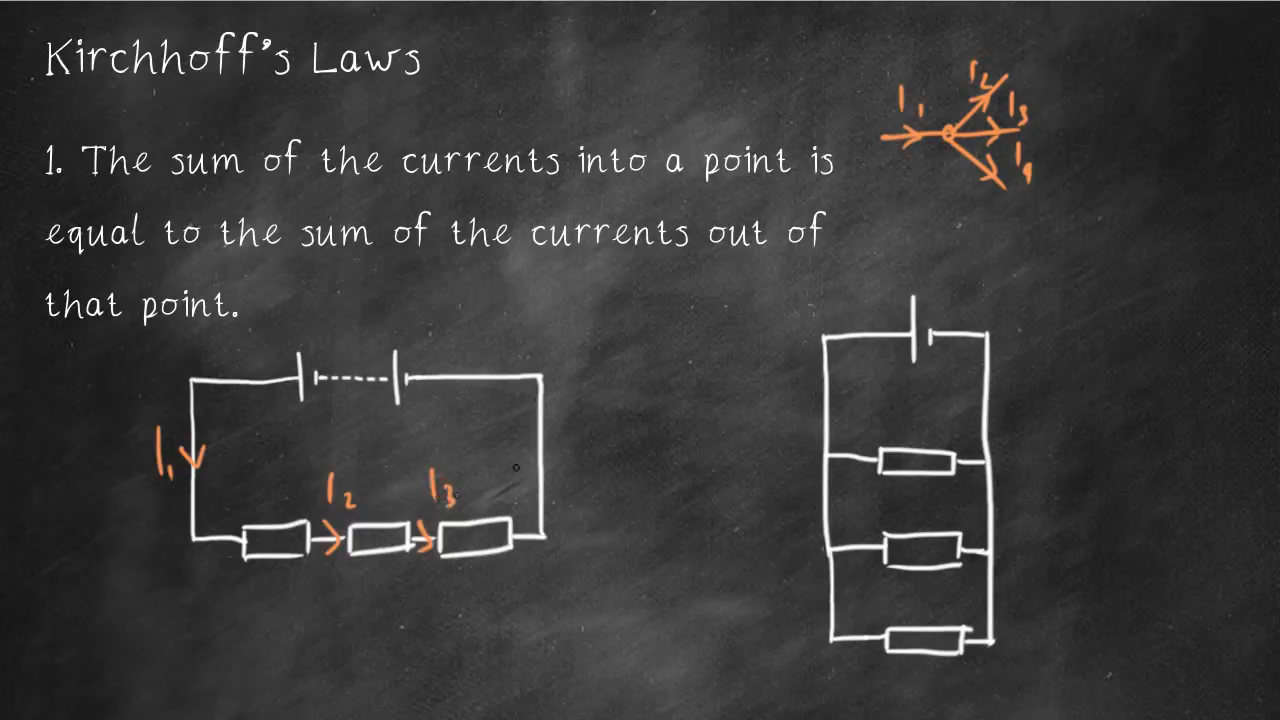 Kirchhoff's Laws
I1
I2
I3
I4
1. The sum of the currents into a point is
equal to the sum of the currents out of
that point.
I1
I2
I3